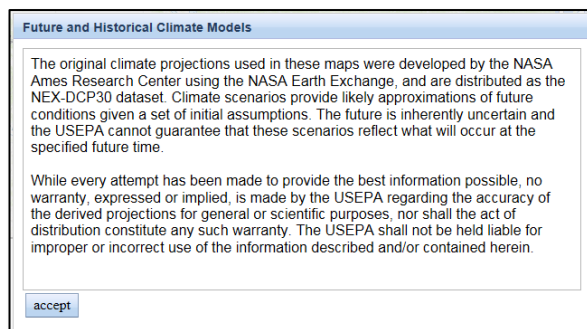 Future and Historical Climate Models
The original climate projections used in these maps were developed by the NASA
Ames Research Center using the NASA Earth Exchange, and are distributed as the
NEX-DCP30 dataset. Climate scenarios provide likely approximations of future
conditions given a set of initial assumptions. The future is inherently uncertain and
the USEPA cannot guarantee that these scenarios reflect what will occur at the
specified future time.
While every attempt has been made to provide the best information possible, no
warranty, expressed or implied, is made by the USEPA regarding the accuracy of
the derived projections for general or scientific purposes, nor shall the act of
distribution constitute any such warranty. The USEPA shall not be held liable for
improper or incorrect use of the information described and/or contained herein.
accept